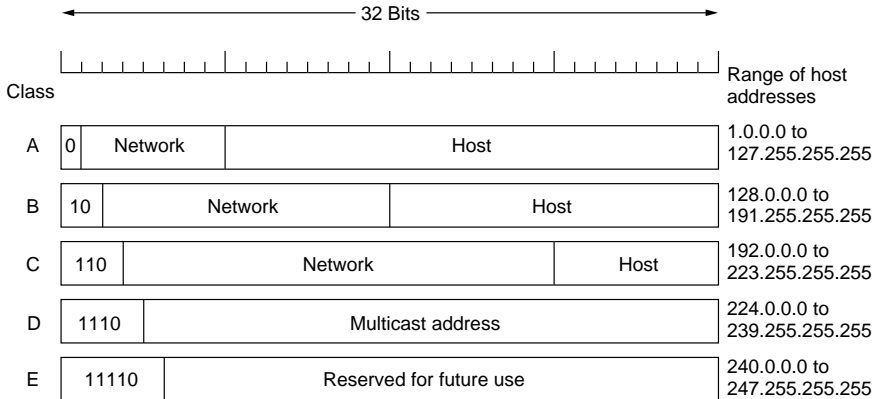 32 Bits
Range of host
addresses
Class
A 0 Network Host 1.0.0.0 to
127.255.255.255
B 10 Network Host 128.0.0.0 to
191.255.255.255
C 110 Network Host 192.0.0.0 to
223.255.255.255
D 1110 Multicast address 224.0.0.0 to
239.255.255.255
E 11110 Reserved for future use 240.0.0.0 to
247.255.255.255